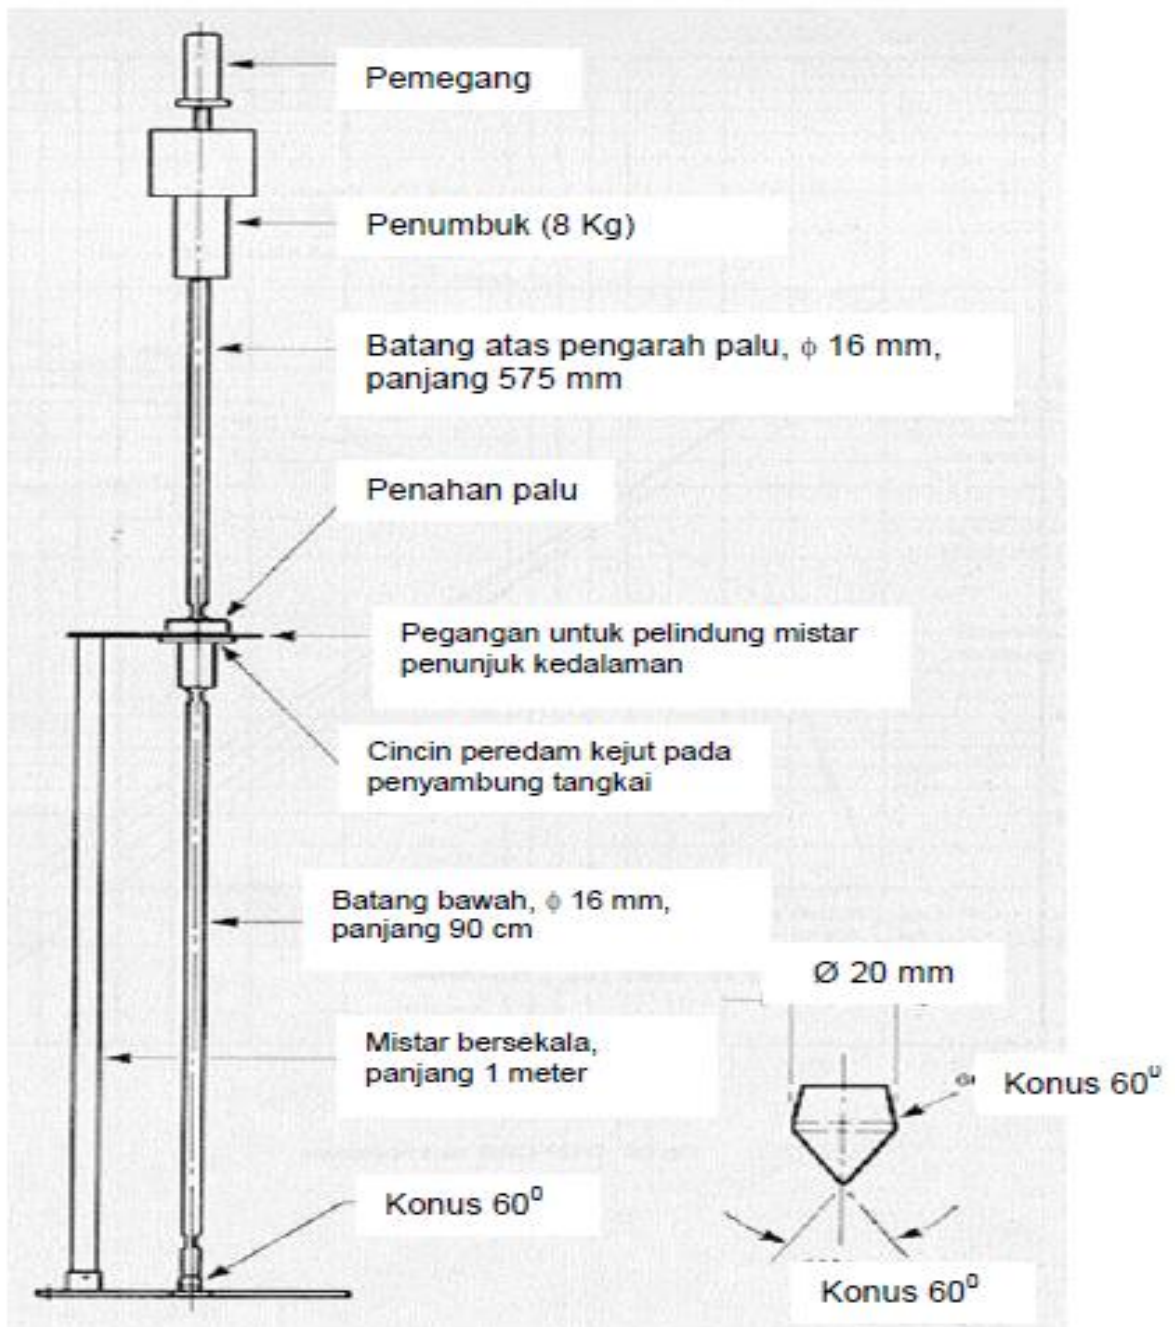 Pemegang
Penumbuk (8 Kg)
Batang atas pengarah palu, ϕ 16 mm,
panjang 575 mm
Penahan palu
Pegangan untuk pelindung mistar
penunjuk kedalaman
Cincin peredam kejut pada
penyambung tangkai
Batang bawah, ϕ 16 mm,
panjang 90 cm
Ø 20 mm
Mistar bersekala,
panjang 1 meter
Konus 60⁰
Konus 60⁰
Konus 60⁰